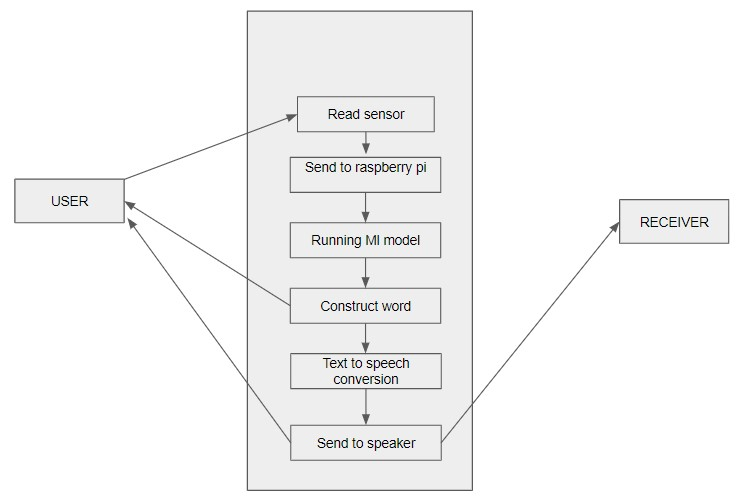 Read sensor
Send to raspberry pi
USER
RECEIVER
Running Ml model
Construct word
Text to speech
conversion
Send to speaker